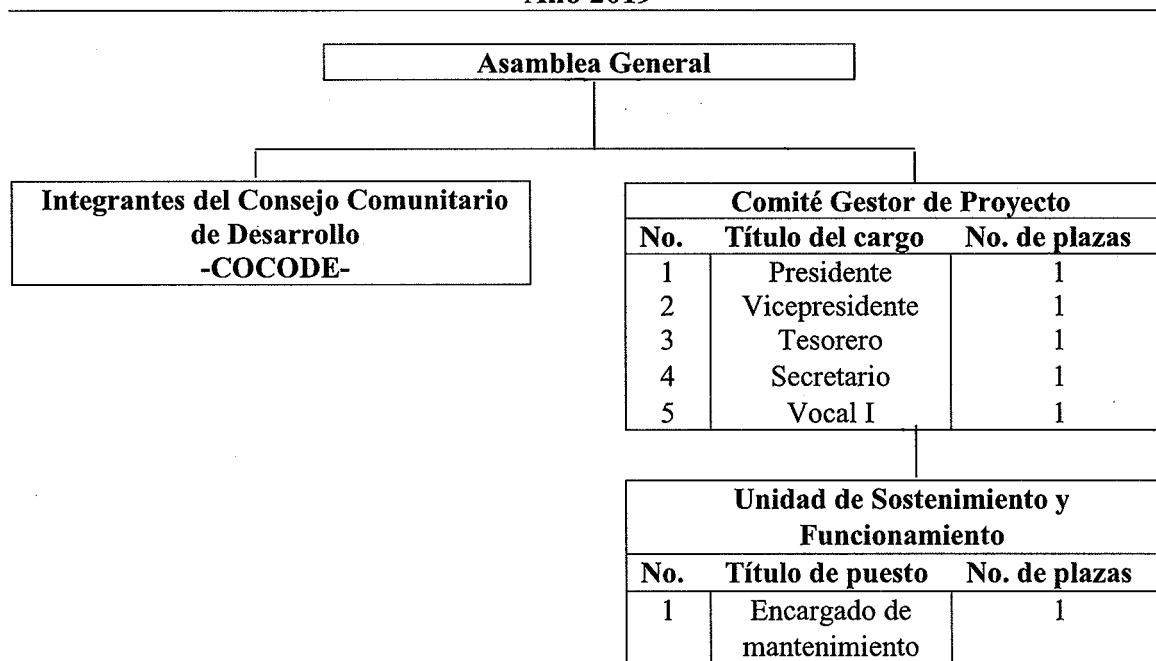 Asamblea General
Integrantes del Consejo Comunitario
de Desarrollo
-COCODE-
Comité Gestor de Proyecto
No. Título del cargo No. de plazas
1 Presidente 1
2 Vicepresidente 1
3 Tesorero 1
4 Secretario 1
5 Vocal I 1
Unidad de Sostenimiento y
Funcionamiento
No. Título de puesto No. de plazas
1 Encargado de 1
mantenimiento